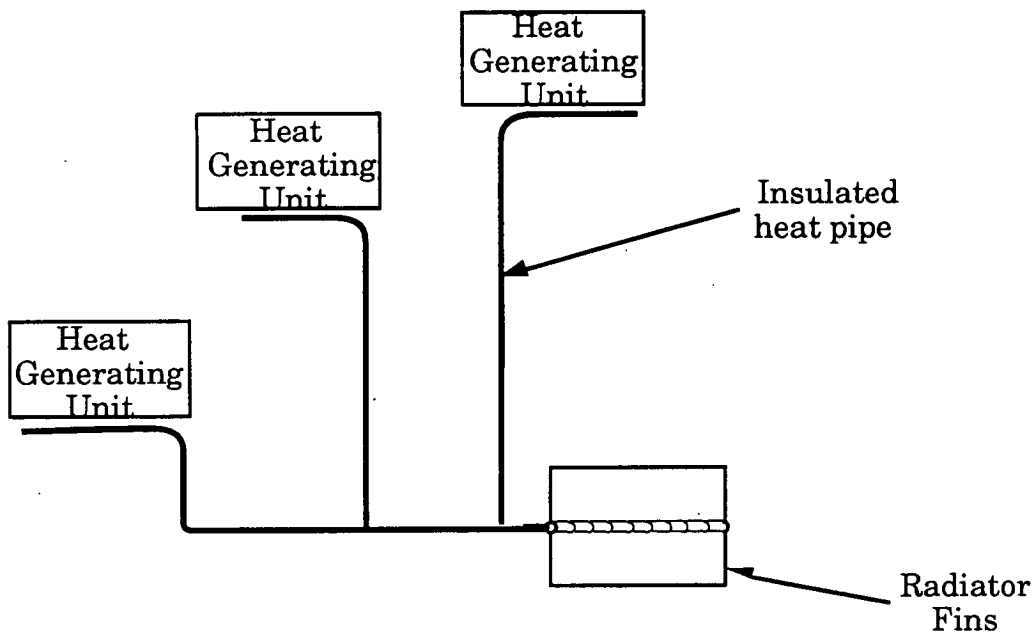 Heat
Generating
Unit
Heat
Generating
Unit
Insulated
heat pipe
Heat
Generating
Unit
Radiator
Fins